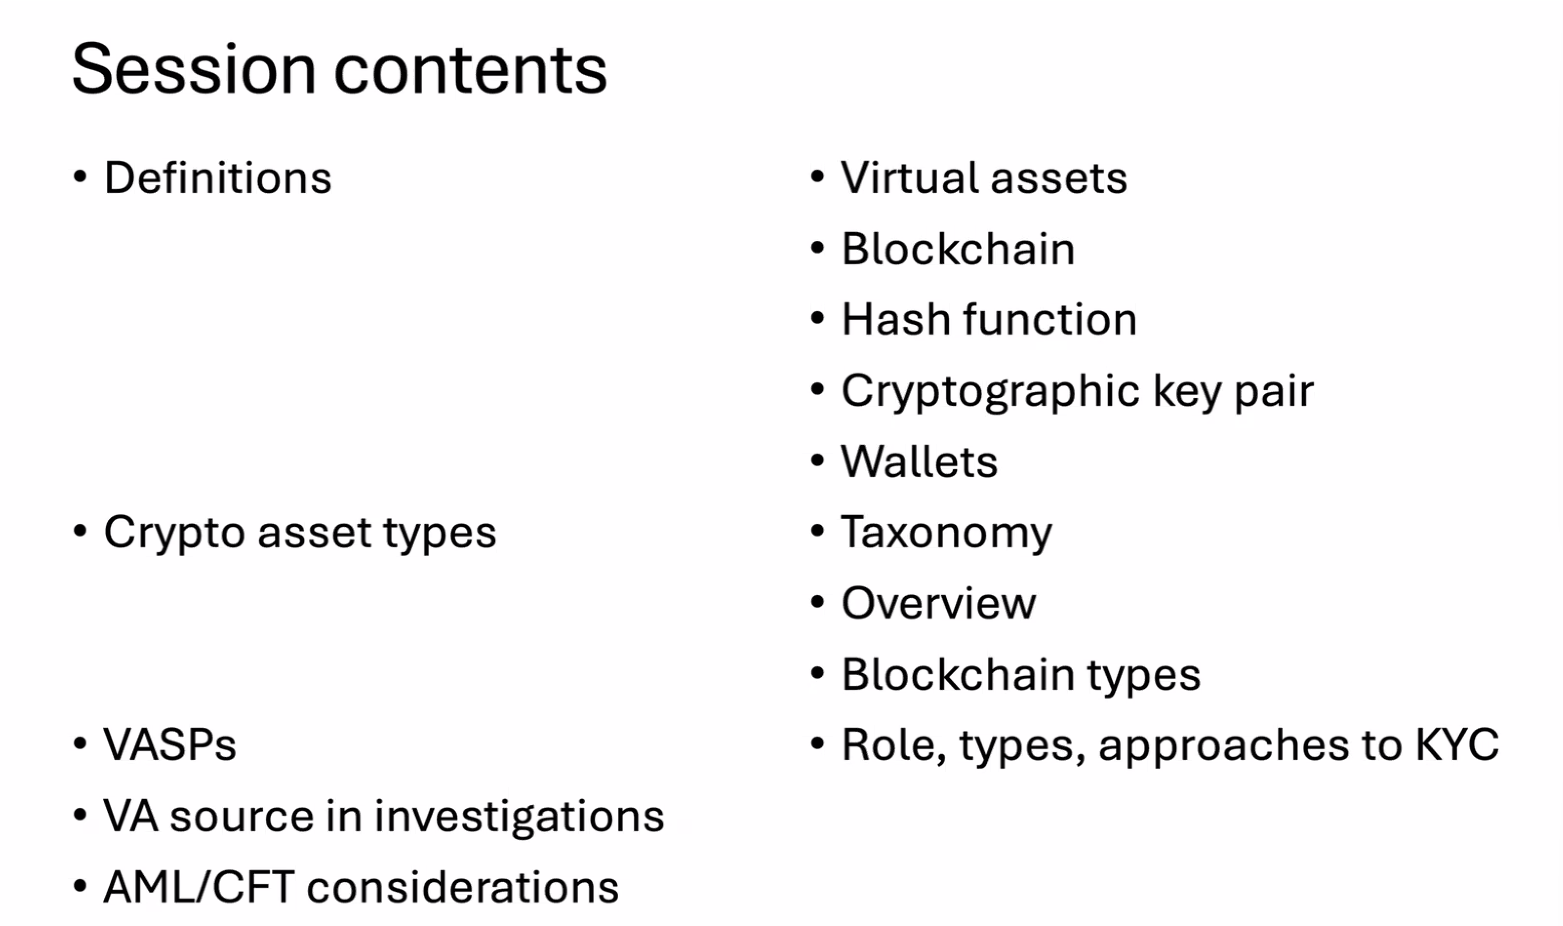 Session contents
• Definitions
• Virtual assets
• Blockchain
• Hash function
• Cryptographic key pair
• Wallets
• Crypto asset types
• Taxonomy
• Overview
• Blockchain types
• VASPs
• Role, types, approaches to KYC
• VA source in investigations
• AML/CFT considerations